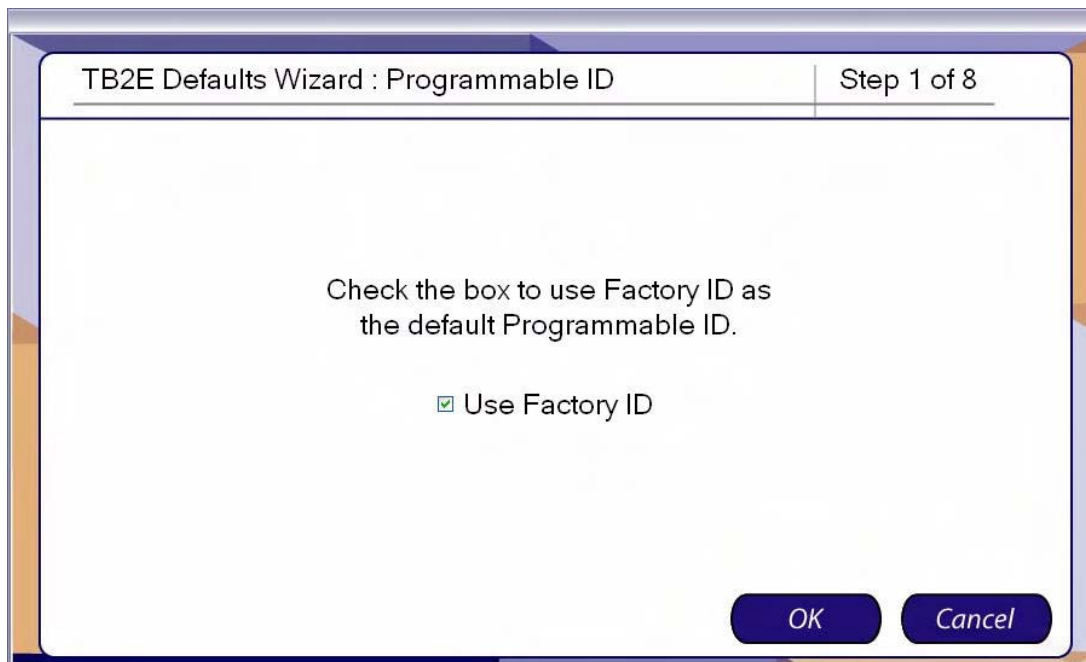 TB2E Defaults Wizard : Programmable ID
Step 1 of 8
Check the box to use Factory ID as
the default Programmable ID.
Use Factory ID
OK
Cancel